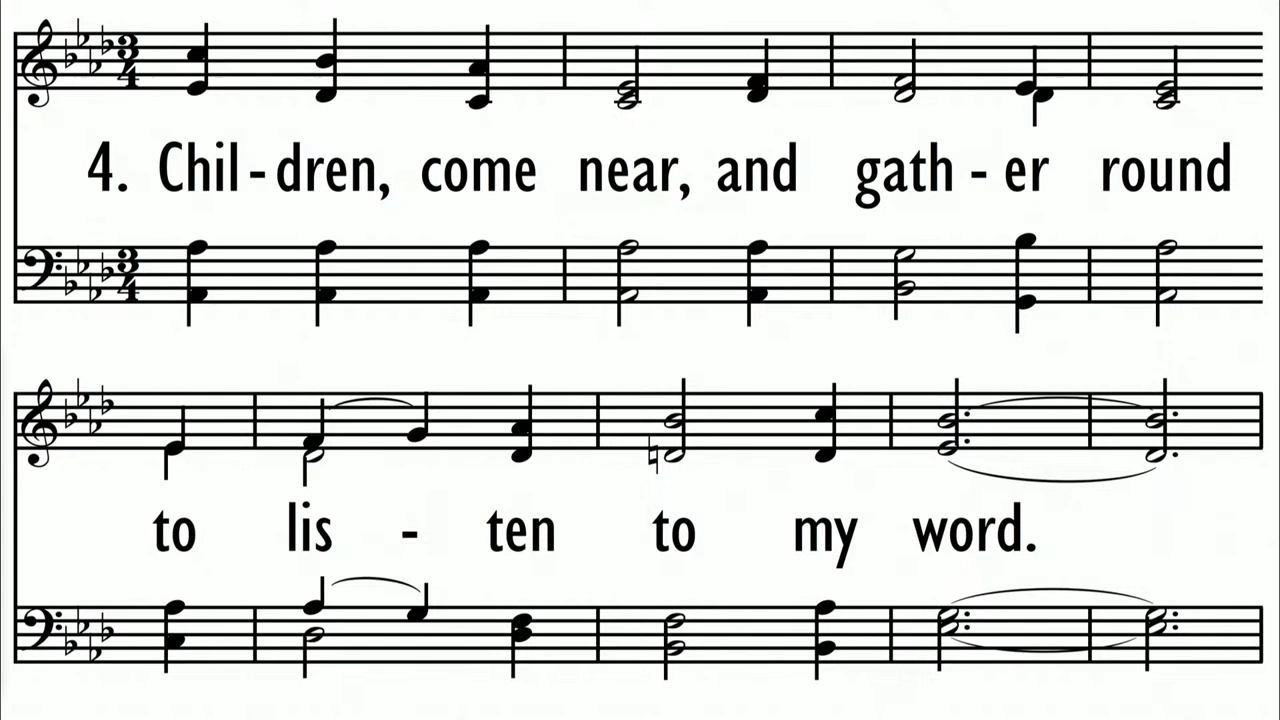 4. Chil - dren, come near, and gath - er round
to lis - ten to my word.